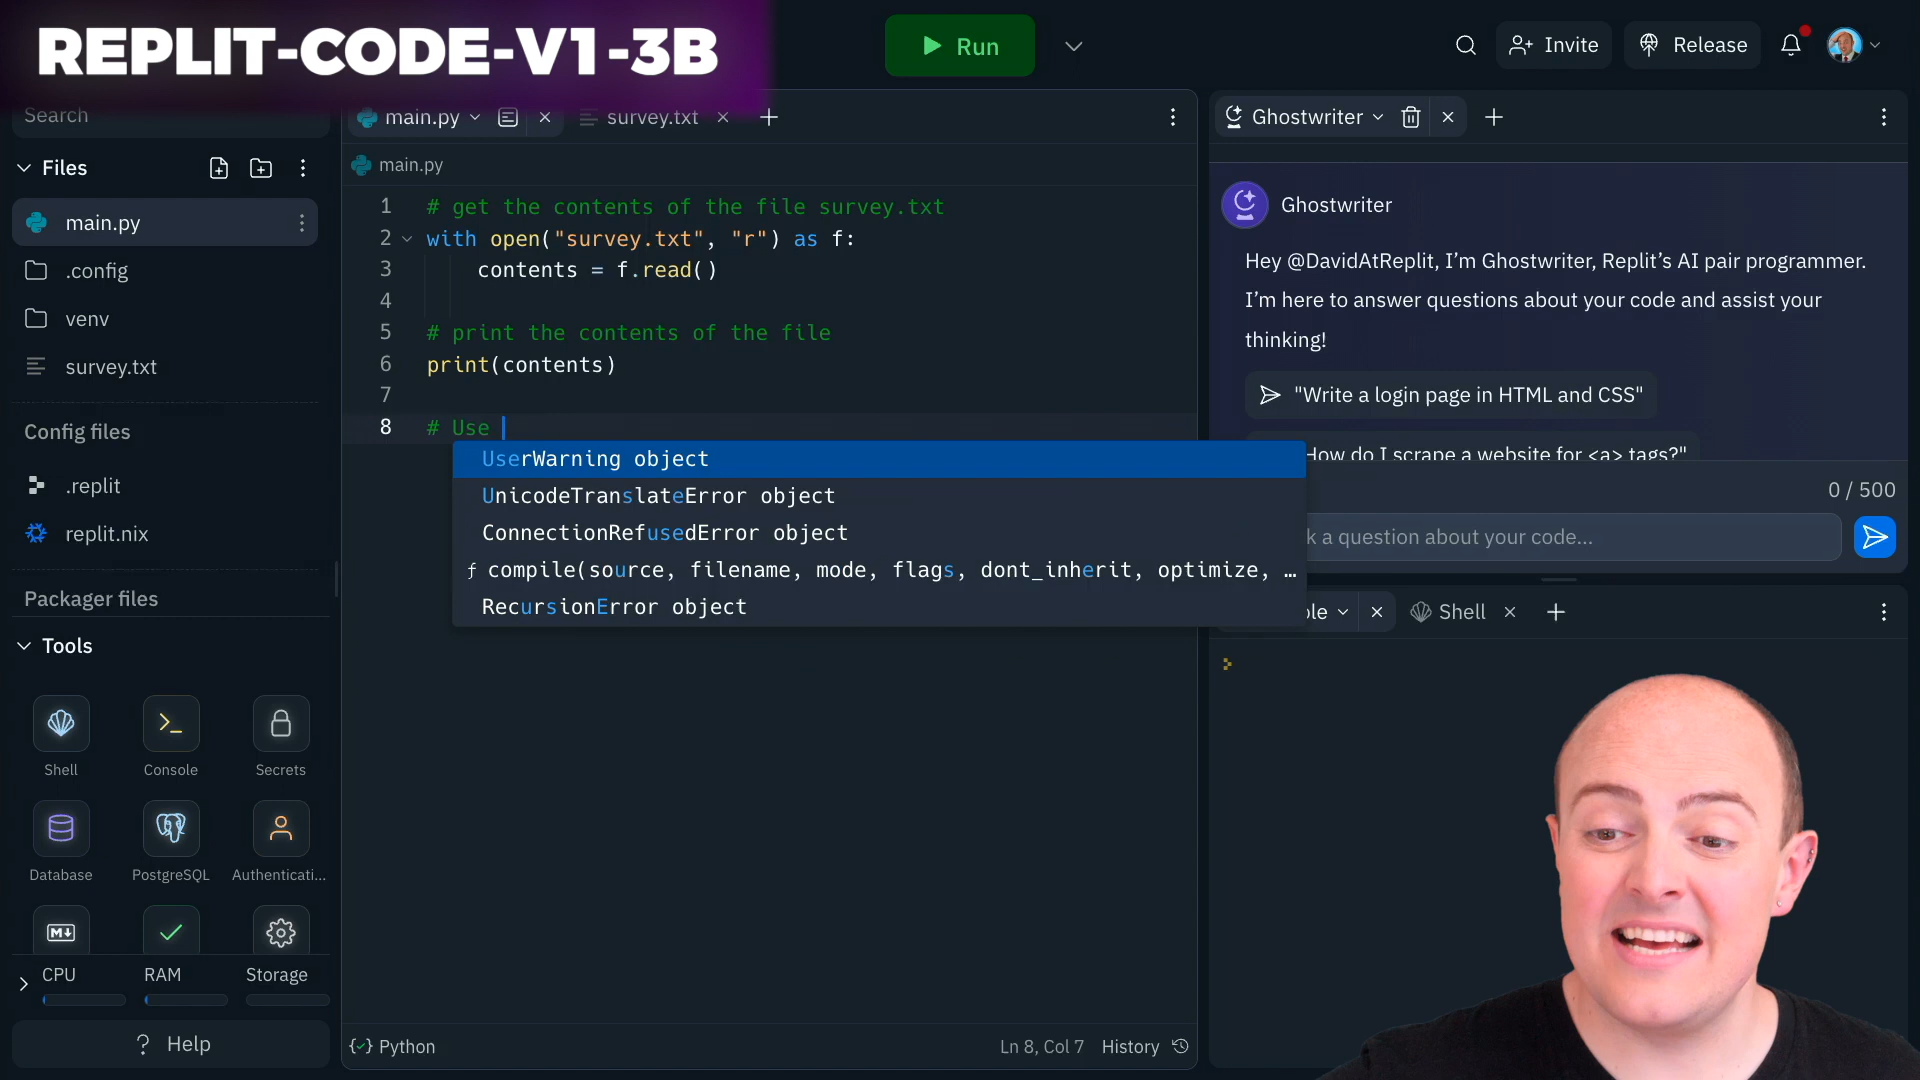 REPLIT-CODE-V1-3B
Run
Invite
Release
Search
Files
main.py
.config
venv
survey.txt
Config files
.replit
replit.nix
Packager files
Tools
Shell
Console
Secrets
Database
PostgreSQL
Authenticati...
CPU
RAM
Storage
? Help
main.py
survey.txt
main.py
1 # get the contents of the file survey.txt
2 with open("survey.txt", "r") as f:
3 contents = f.read()
4
5 # print the contents of the file
6 print(contents)
7
8 # Use
UserWarning object
UnicodeTranslateError object
ConnectionRefusedError object
ƒ compile(source, filename, mode, flags, dont_inherit, optimize, …
RecursionError object
{✓} Python
Ln 8, Col 7
History
Ghostwriter
Ghostwriter
Hey @DavidAtReplit, I’m Ghostwriter, Replit’s AI pair programmer.
I’m here to answer questions about your code and assist your
thinking!
"Write a login page in HTML and CSS"
How do I scrape a website for <a> tags?"
0 / 500
k a question about your code...
ole
Shell